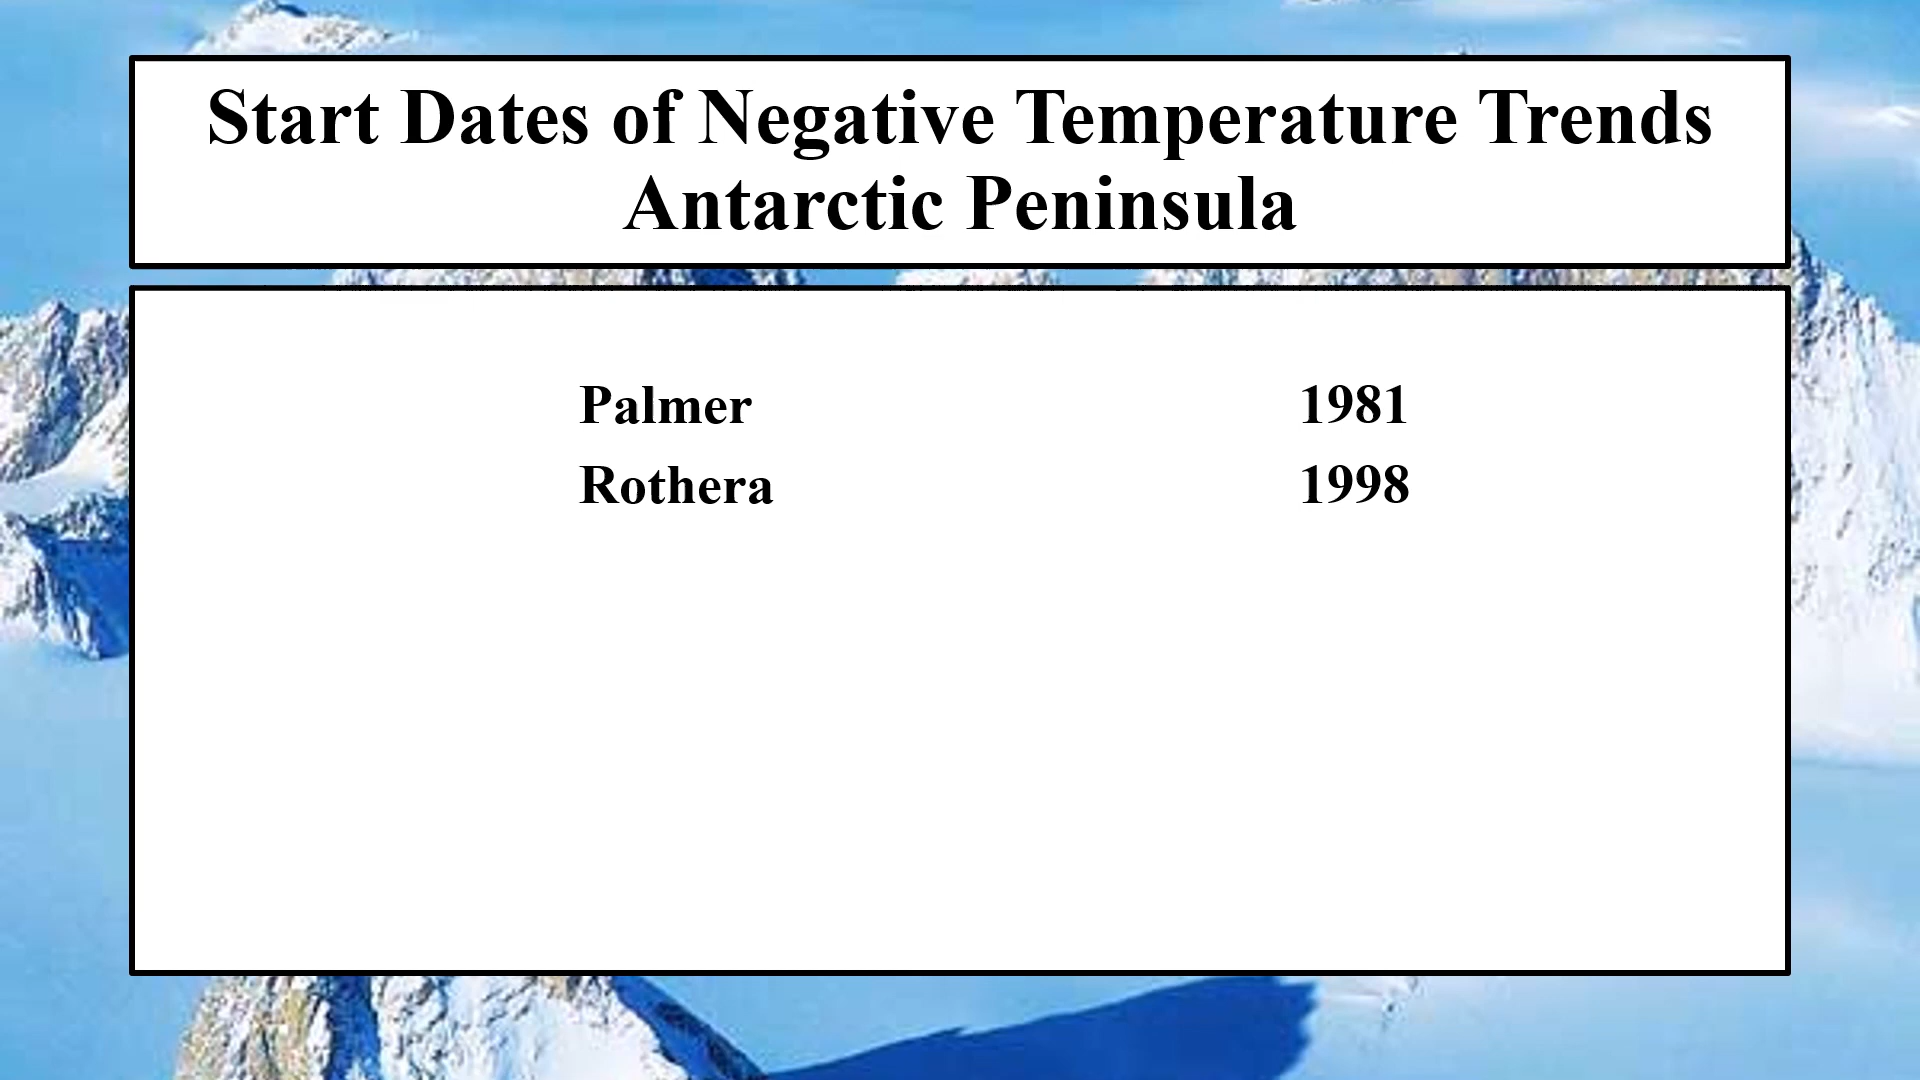 Start Dates of Negative Temperature Trends
Antarctic Peninsula
Palmer 1981
Rothera 1998